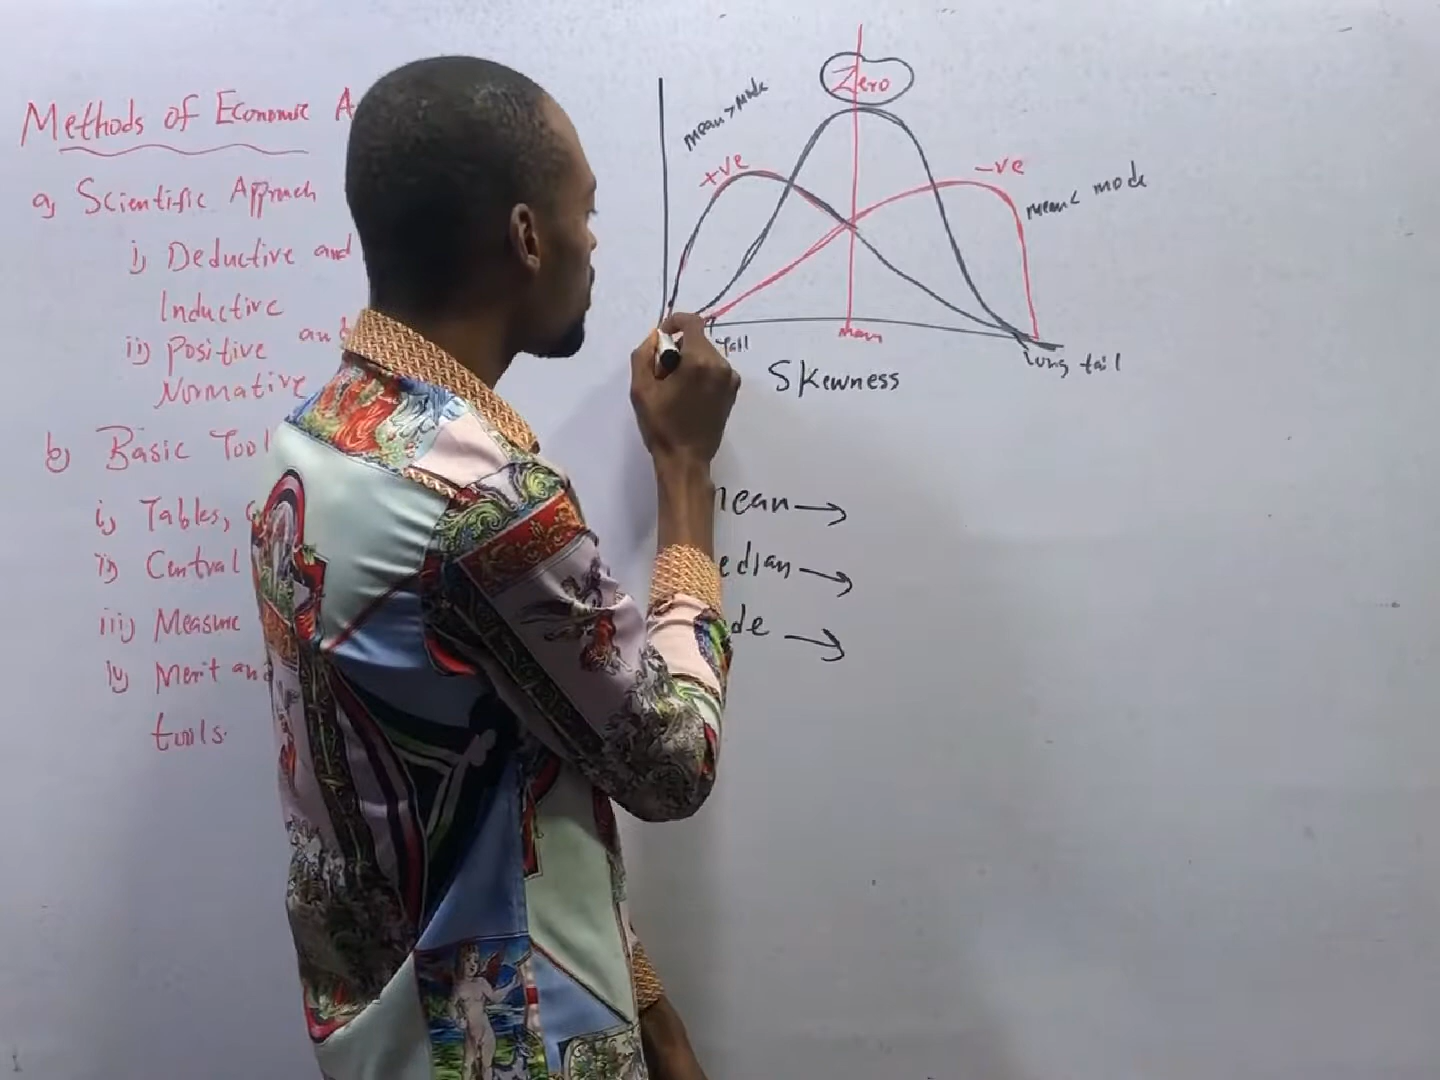 Methods of Economic A
a) Scientific Approach
i) Deductive and
Inductive
ii) Positive and
Normative
b) Basic Tool
i) Tables,
ii) Central
iii) Measure
iv) Merit and
tools.
Zero
mean > mode
+ve
-ve
mean < mode
Mean
Tail
Long tail
Skewness
mean →
edian →
de →